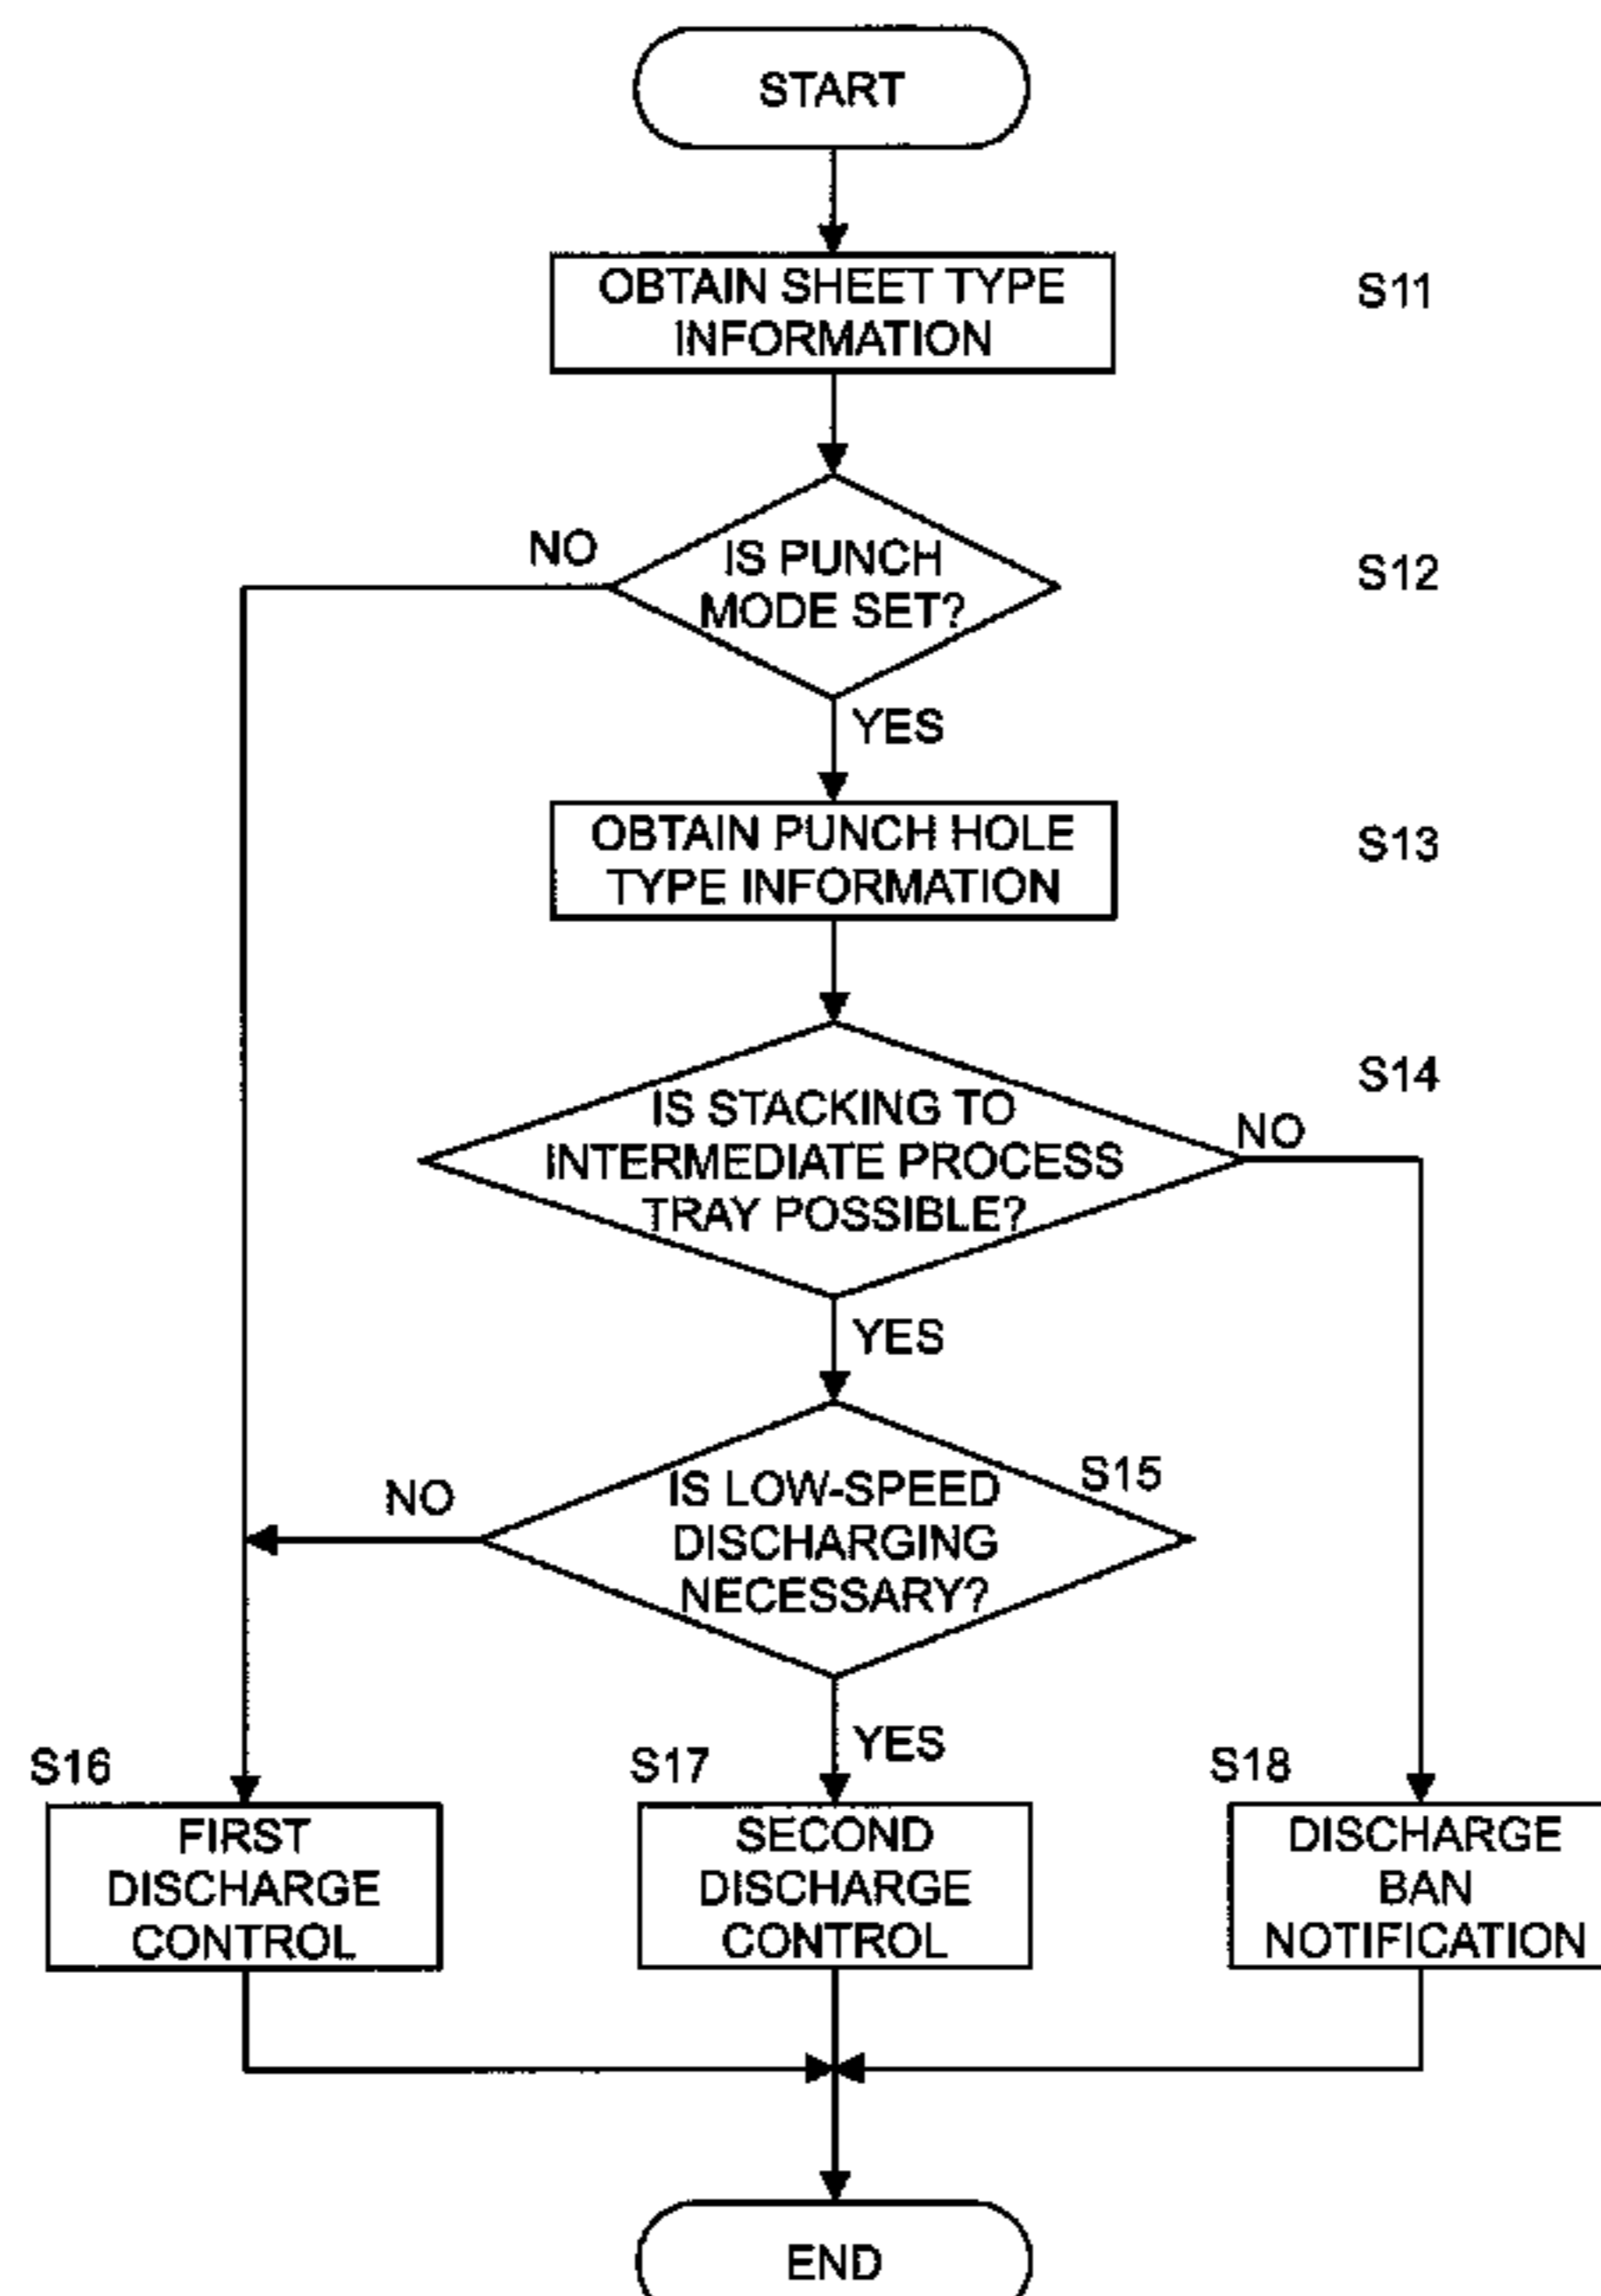 START
OBTAIN SHEET TYPE
INFORMATION
S11
NO
IS PUNCH
MODE SET?
S12
YES
OBTAIN PUNCH HOLE
TYPE INFORMATION
S13
IS STACKING TO
INTERMEDIATE PROCESS
TRAY POSSIBLE?
S14
NO
YES
IS LOW-SPEED
DISCHARGING
NECESSARY?
S15
NO
YES
S16
FIRST
DISCHARGE
CONTROL
S17
SECOND
DISCHARGE
CONTROL
S18
DISCHARGE
BAN
NOTIFICATION
END